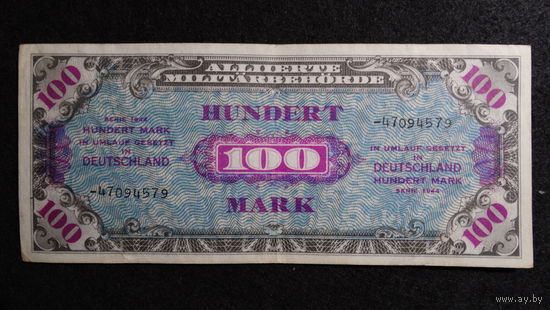 ALLIIERTE
MILITÄRBEHÖRDE
100
100
SERIE 1944
HUNDERT MARK
IN UMLAUF GESETZT
IN
DEUTSCHLAND
-47094579
HUNDERT
100
MARK
-47094579
IN UMLAUF GESETZT
IN
DEUTSCHLAND
HUNDERT MARK
SERIE 1944
100
100
www.ay.by